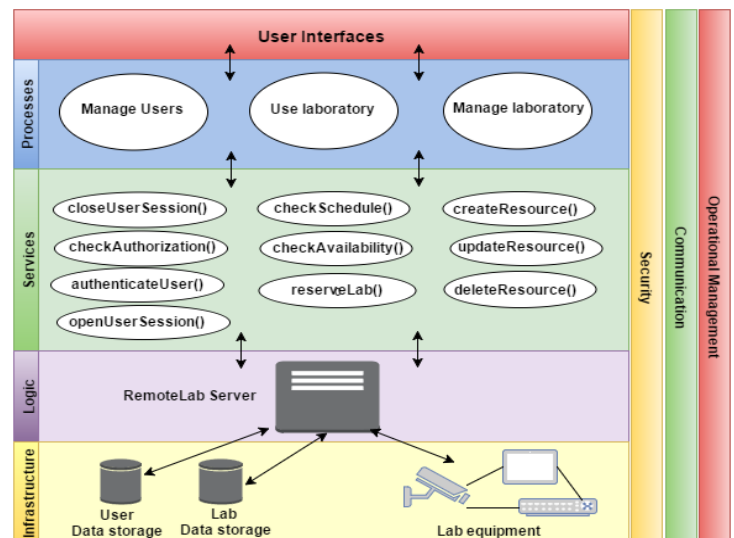 User Interfaces
Processes
Manage Users
Use laboratory
Manage laboratory
Services
closeUserSession()
checkAuthorization()
authenticateUser()
openUserSession()
checkSchedule()
checkAvailability()
reserveLab()
createResource()
updateResource()
deleteResource()
Logic
RemoteLab Server
Infrastructure
User
Data storage
Lab
Data storage
Lab equipment
Security
Communication
Operational Management